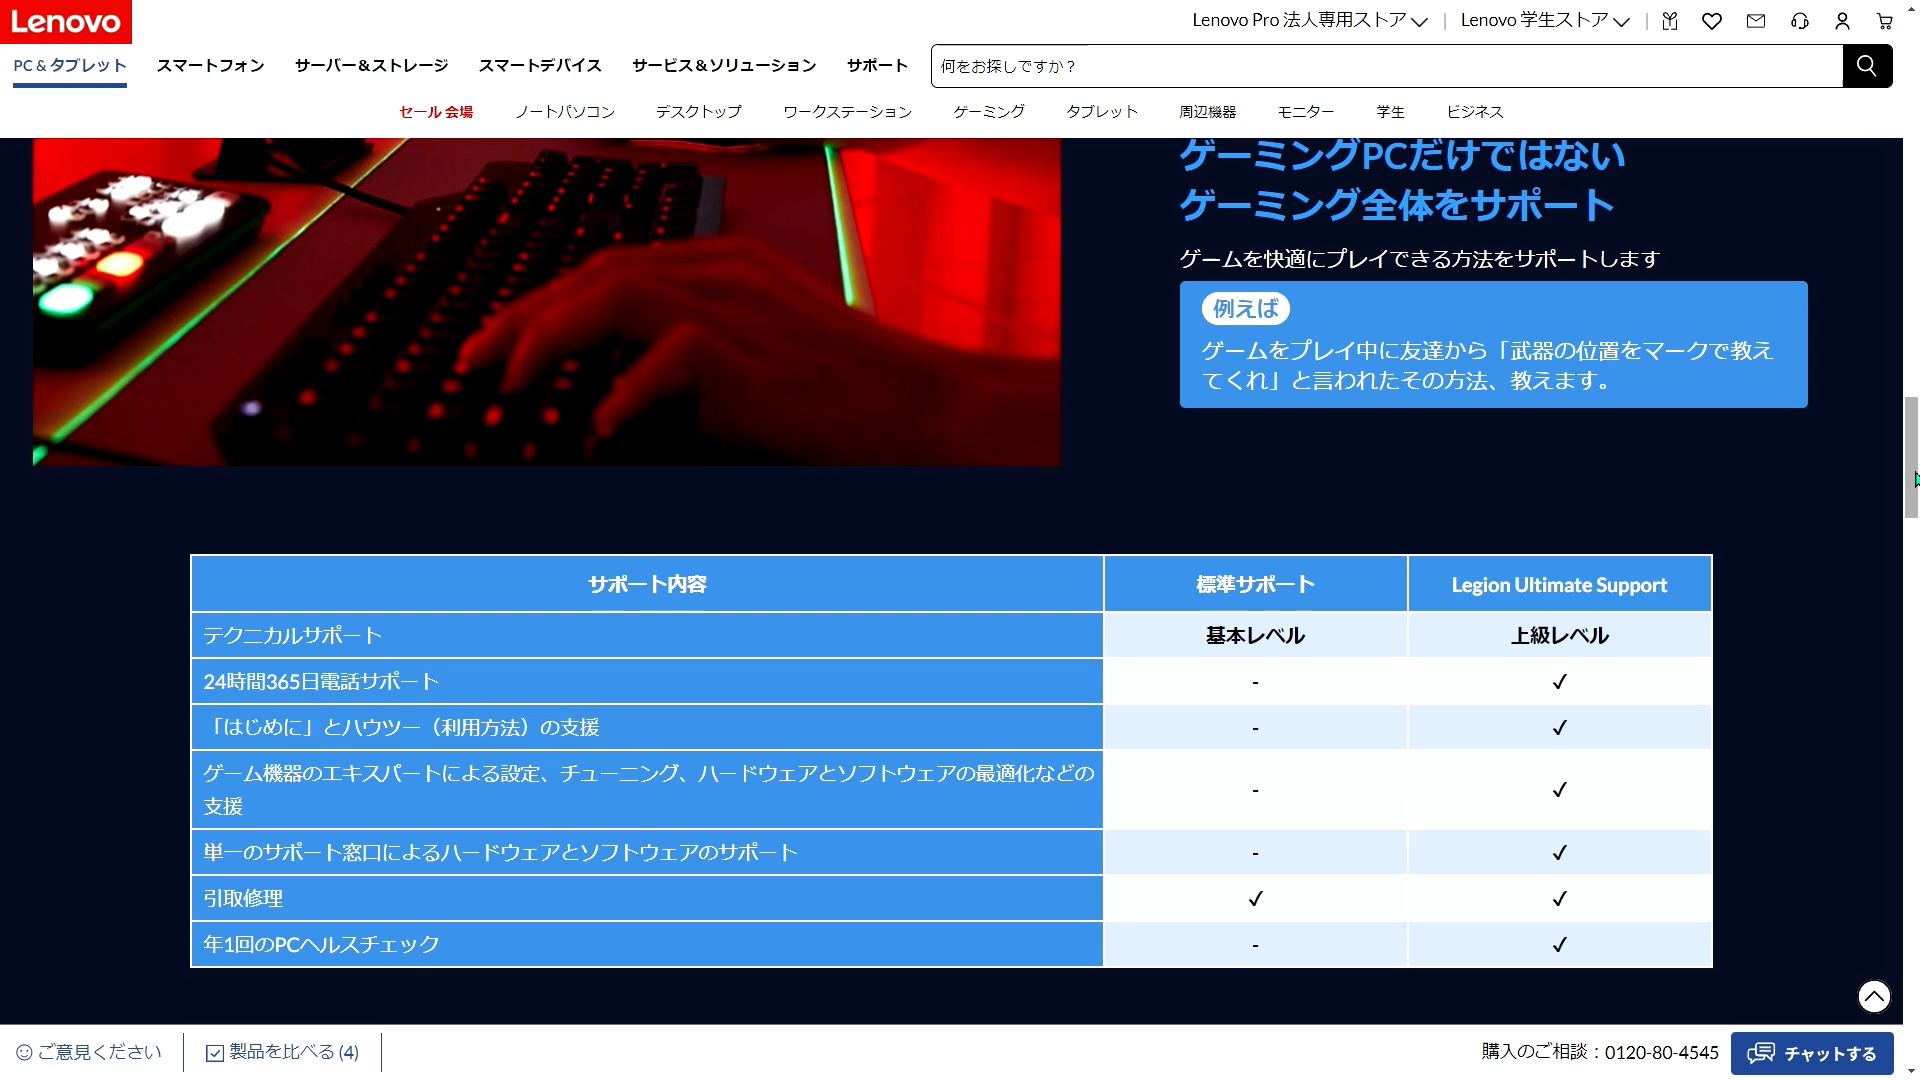 Lenovo
Lenovo Pro 法人専用ストア
Lenovo 学生ストア
PC & タブレット
スマートフォン
サーバー＆ストレージ
スマートデバイス
サービス＆ソリューション
サポート
何をお探しですか？
セール 会場
ノートパソコン
デスクトップ
ワークステーション
ゲーミング
タブレット
周辺機器
モニター
学生
ビジネス
ゲーミングPCだけではない
ゲーミング全体をサポート
ゲームを快適にプレイできる方法をサポートします
例えば
ゲームをプレイ中に友達から「武器の位置をマークで教え
てくれ」と言われたその方法、教えます。
サポート内容 標準サポート Legion Ultimate Support
テクニカルサポート 基本レベル 上級レベル
24時間365日電話サポート - ✓
「はじめに」とハウツー（利用方法）の支援 - ✓
ゲーム機器のエキスパートによる設定、チューニング、ハードウェアとソフトウェアの最適化などの
支援 - ✓
単一のサポート窓口によるハードウェアとソフトウェアのサポート - ✓
引取修理 ✓ ✓
年1回のPCヘルスチェック - ✓
ご意見ください
製品を比べる (4)
購入のご相談：0120-80-4545
チャットする